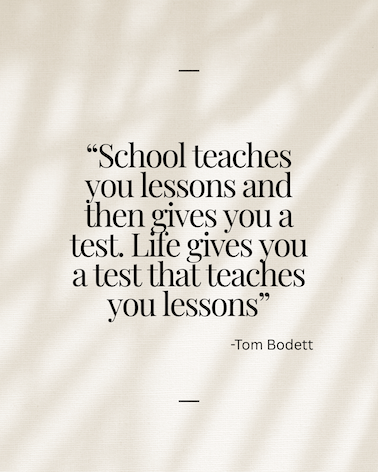 “School teaches
you lessons and
then gives you a
test. Life gives you
a test that teaches
you lessons”
-Tom Bodett